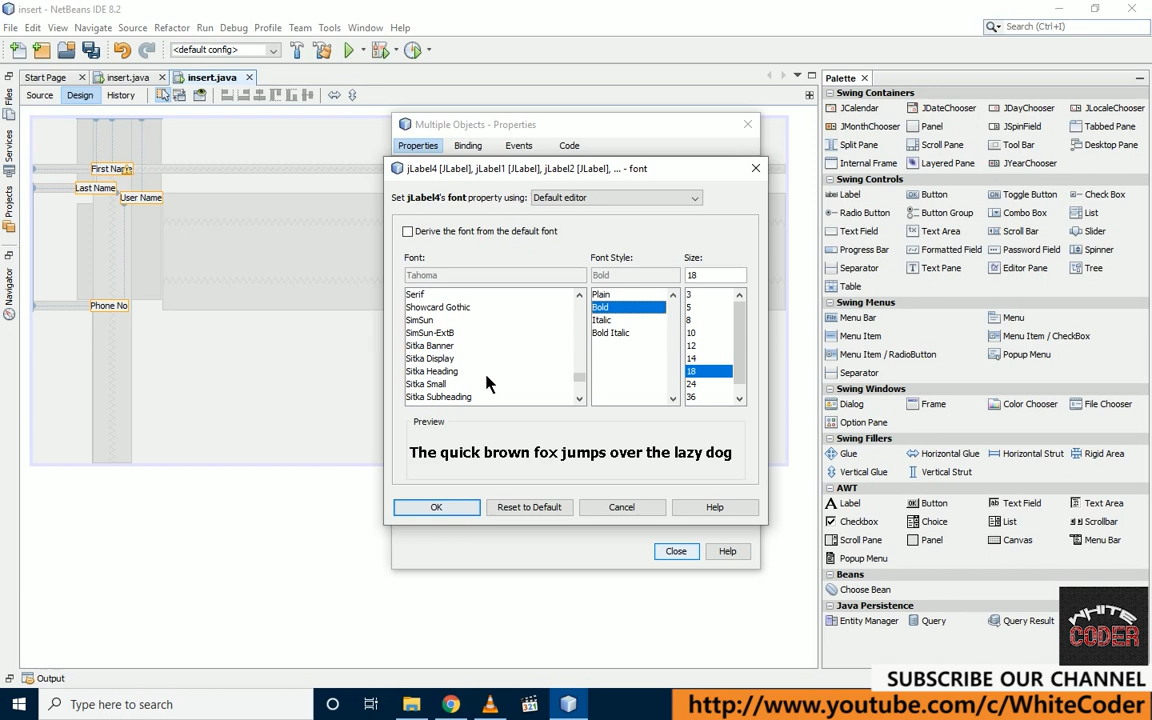 insert - NetBeans IDE 8.2
File Edit View Navigate Source Refactor Run Debug Profile Team Tools Window Help
Search (Ctrl+I)
<default config>
Start Page
insert.java
insert.java
Source Design History
Files
Services
Projects
Navigator
First Name
Last Name
User Name
Phone No
Multiple Objects - Properties
Properties Binding Events Code
jLabel4 [JLabel], jLabel1 [JLabel], jLabel2 [JLabel], ... - font
Set jLabel4's font property using: Default editor
Derive the font from the default font
Font: Font Style: Size:
Tahoma Bold 18
Serif Plain 3
Showcard Gothic Bold 5
SimSun Italic 8
SimSun-ExtB Bold Italic 10
Sitka Banner 12
Sitka Display 14
Sitka Heading 18
Sitka Small 24
Sitka Subheading 36
Preview
The quick brown fox jumps over the lazy dog
OK Reset to Default Cancel Help
Close Help
Palette
Swing Containers
JCalendar JDateChooser JDayChooser JLocaleChooser
JMonthChooser Panel JSpinField Tabbed Pane
Split Pane Scroll Pane Tool Bar Desktop Pane
Internal Frame Layered Pane JYearChooser
Swing Controls
Label Button Toggle Button Check Box
Radio Button Button Group Combo Box List
Text Field Text Area Scroll Bar Slider
Progress Bar Formatted Field Password Field Spinner
Separator Text Pane Editor Pane Tree
Table
Swing Menus
Menu Bar Menu
Menu Item Menu Item / CheckBox
Menu Item / RadioButton Popup Menu
Separator
Swing Windows
Dialog Frame Color Chooser File Chooser
Option Pane
Swing Fillers
Glue Horizontal Glue Horizontal Strut Rigid Area
Vertical Glue Vertical Strut
AWT
Label Button Text Field Text Area
Checkbox Choice List Scrollbar
Scroll Pane Panel Canvas Menu Bar
Popup Menu
Beans
Choose Bean
Java Persistence
Entity Manager Query Query Result
WHITE
CODER
Output
SUBSCRIBE OUR CHANNEL
http://www.youtube.com/c/WhiteCoder
Type here to search
321